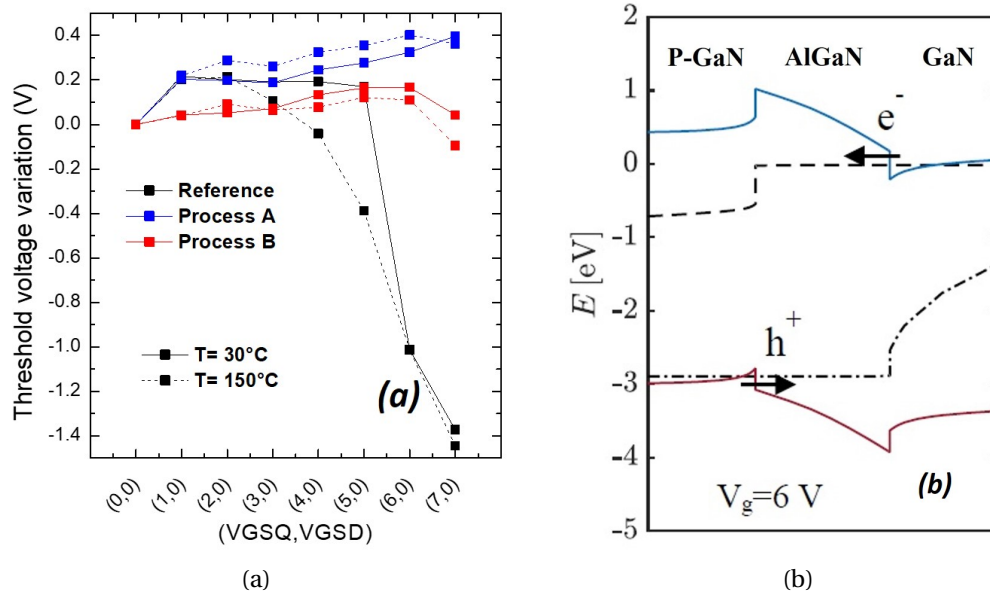 Threshold voltage variation (V)
0.4
0.2
0.0
-0.2
-0.4
-0.6
-0.8
-1.0
-1.2
-1.4
Reference
Process A
Process B
T= 30°C
T= 150°C
(a)
(0,0)
(1,0)
(2,0)
(3,0)
(4,0)
(5,0)
(6,0)
(7,0)
(VGSQ,VGSD)
(a)
b)
E [eV]
2
1
0
-1
-2
-3
-4
-5
P-GaN AlGaN GaN
e-
h+
Vg=6 V
(b)
(b)